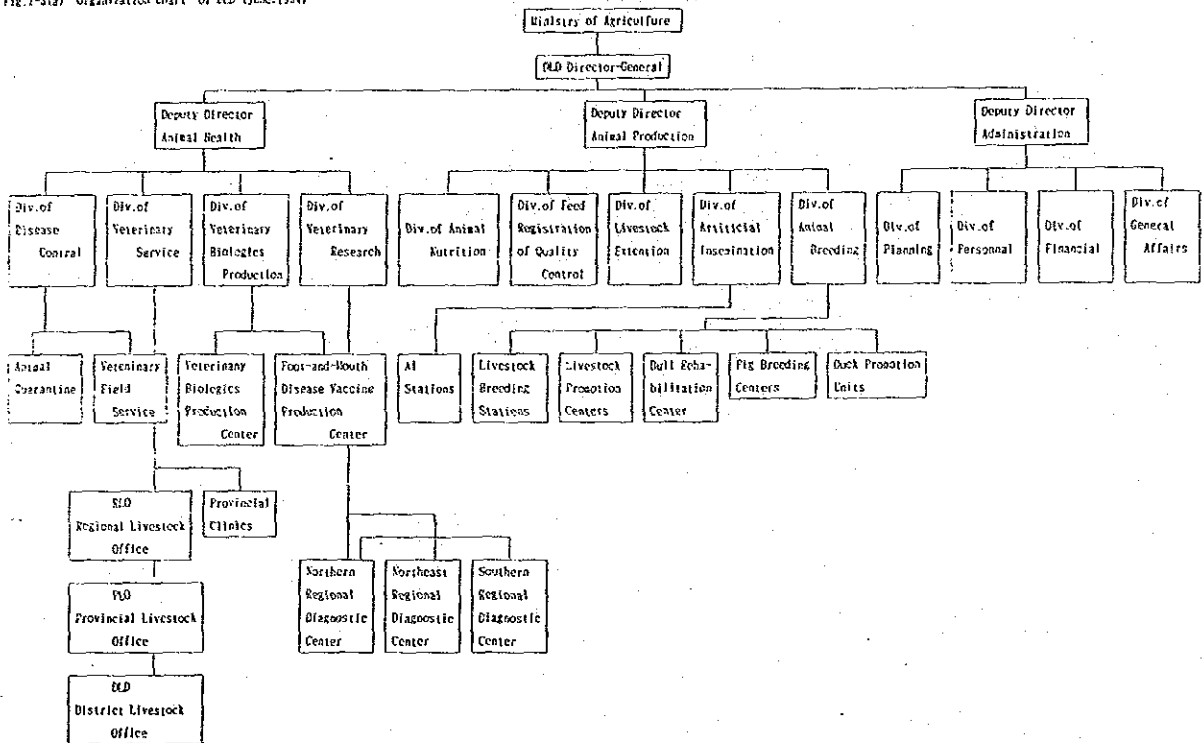 Organization Chart of DLD
Ministry of Agriculture
DLD Director-General
Deputy Director
Animal Health
Deputy Director
Animal Production
Deputy Director
Administration
Div.of
Disease
Control
Div.of
Veterinary
Service
Div.of
Veterinary
Biologics
Production
Div.of
Veterinary
Research
Div.of Animal
Nutrition
Div.of Feed
Registration
of Quality
Control
Div.of
Livestock
Extention
Div.of
Artificial
Insemination
Div.of
Animal
Breeding
Div.of
Planning
Div.of
Personnal
Div.of
Financial
Div.of
General
Affairs
Animal
Quarantine
Veterinary
Field
Service
Veterinary
Biologics
Production
Center
Foot-and-Mouth
Disease Vaccine
Production
Center
AI
Stations
Livestock
Breeding
Stations
Livestock
Promotion
Centers
Bull Reha-
bilitation
Center
Pig Breeding
Centers
Duck Promotion
Units
RLO
Regional Livestock
Office
Provincial
Clinics
PLO
Provincial Livestock
Office
DLO
District Livestock
Office
Northern
Regional
Diagnostic
Center
Northeast
Regional
Diagnostic
Center
Southern
Regional
Diagnostic
Center